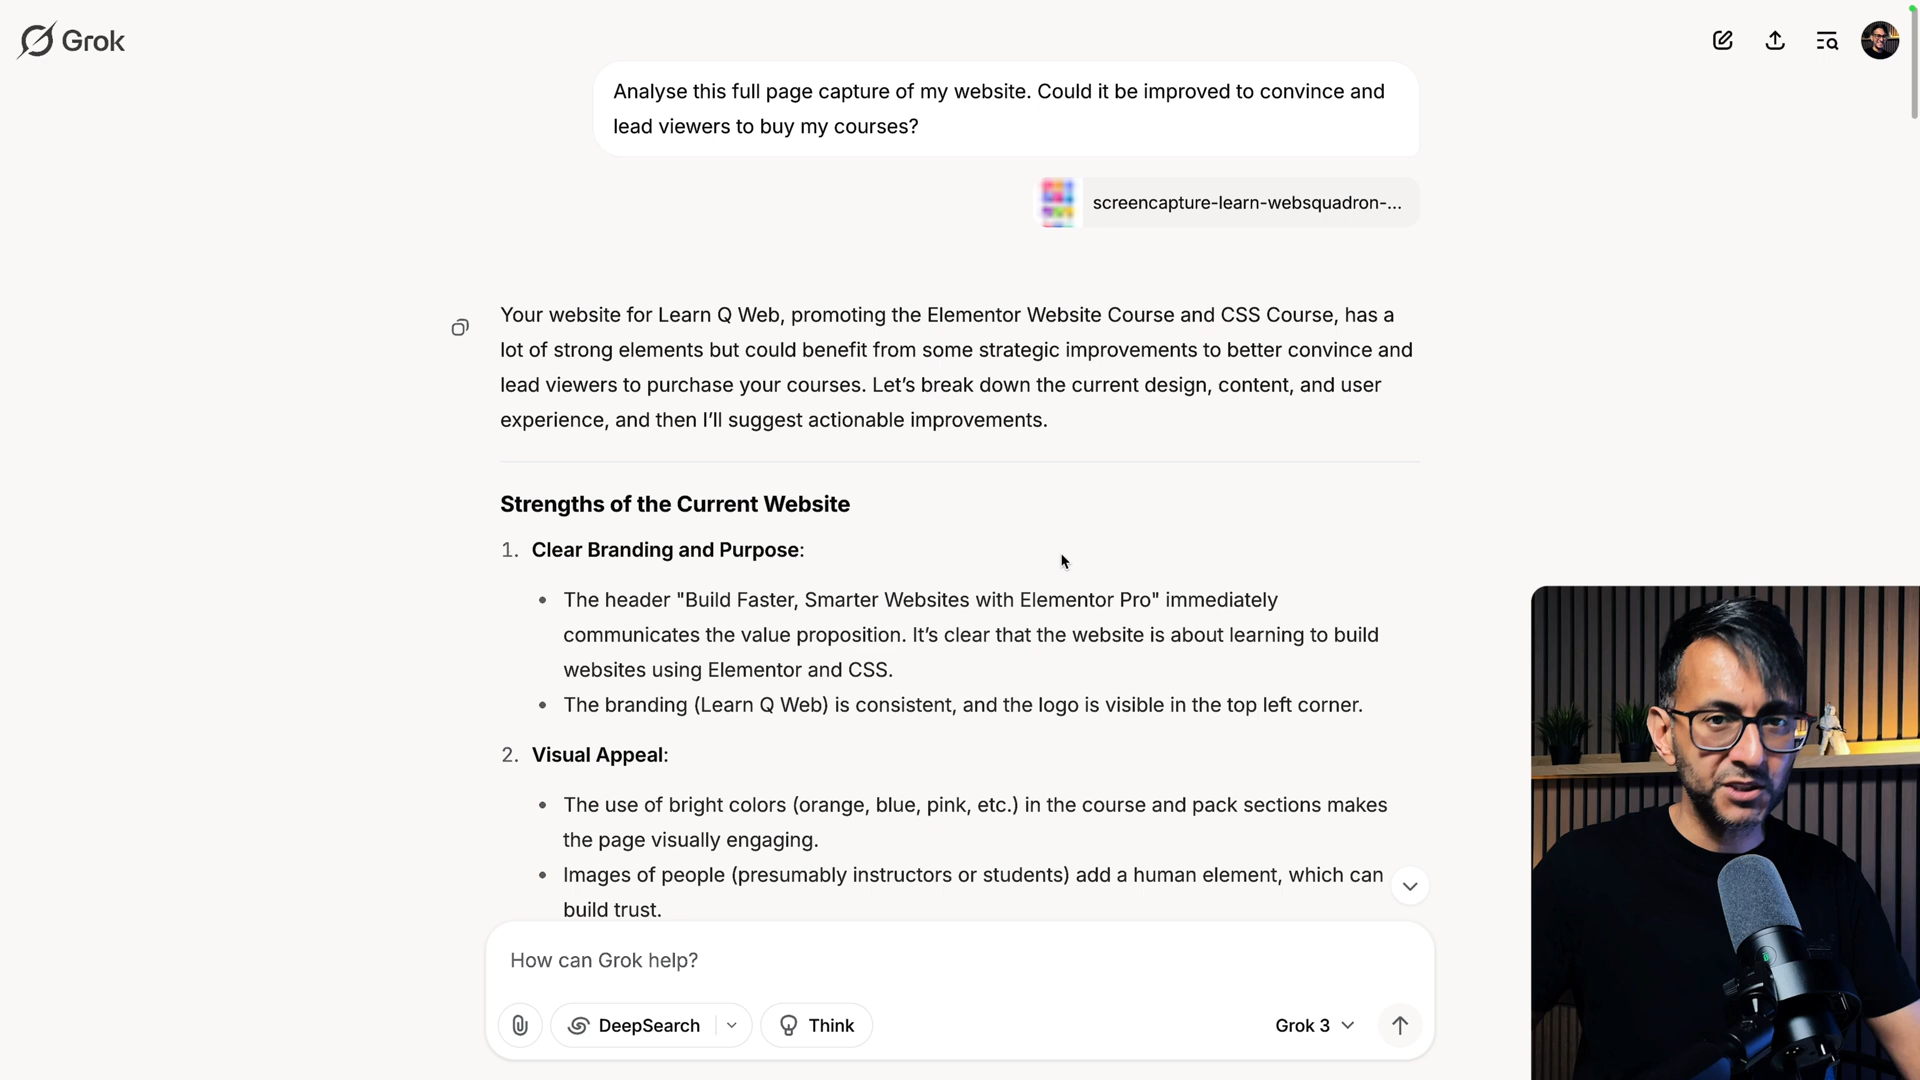 Grok
Analyse this full page capture of my website. Could it be improved to convince and
lead viewers to buy my courses?
screencapture-learn-websquadron-...
Your website for Learn Q Web, promoting the Elementor Website Course and CSS Course, has a
lot of strong elements but could benefit from some strategic improvements to better convince and
lead viewers to purchase your courses. Let’s break down the current design, content, and user
experience, and then I’ll suggest actionable improvements.
Strengths of the Current Website
1. Clear Branding and Purpose:
• The header "Build Faster, Smarter Websites with Elementor Pro" immediately
communicates the value proposition. It’s clear that the website is about learning to build
websites using Elementor and CSS.
• The branding (Learn Q Web) is consistent, and the logo is visible in the top left corner.
2. Visual Appeal:
• The use of bright colors (orange, blue, pink, etc.) in the course and pack sections makes
the page visually engaging.
• Images of people (presumably instructors or students) add a human element, which can
build trust.
How can Grok help?
DeepSearch
Think
Grok 3